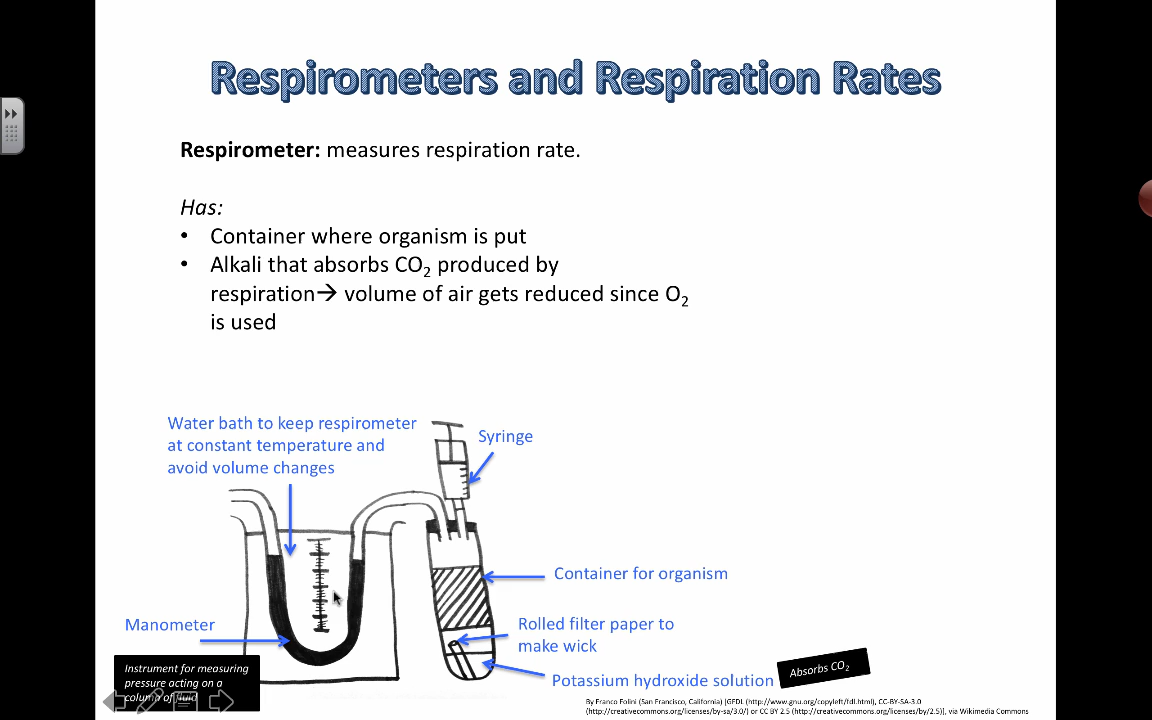 Respirometers and Respiration Rates
Respirometer: measures respiration rate.
Has:
• Container where organism is put
• Alkali that absorbs CO₂ produced by
respiration→ volume of air gets reduced since O₂
is used
Water bath to keep respirometer
at constant temperature and
avoid volume changes
Syringe
Container for organism
Manometer
Rolled filter paper to
make wick
Instrument for measuring
pressure acting on a
column of fluid
Potassium hydroxide solution
Absorbs CO₂
By Franco Folini (San Francisco, California) [GFDL (http://www.gnu.org/copyleft/fdl.html), CC-BY-SA-3.0
(http://creativecommons.org/licenses/by-sa/3.0/) or CC BY 2.5 (http://creativecommons.org/licenses/by/2.5)], via Wikimedia Commons